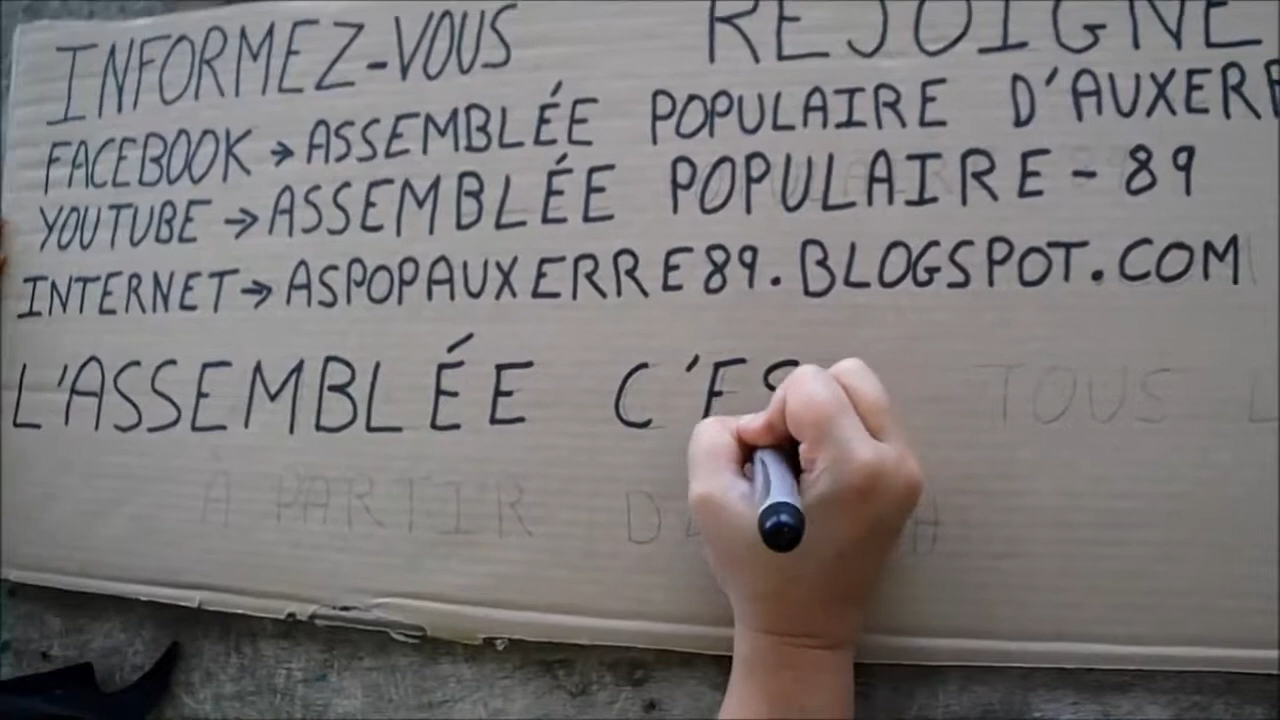 INFORMEZ-VOUS REJOIGNE
FACEBOOK → ASSEMBLÉE POPULAIRE D'AUXERR
YOUTUBE → ASSEMBLÉE POPULAIRE - 89
INTERNET → ASPOPAUXERRE89.BLOGSPOT.COM
L'ASSEMBLÉE C'ES TOUS L
À PARTIR